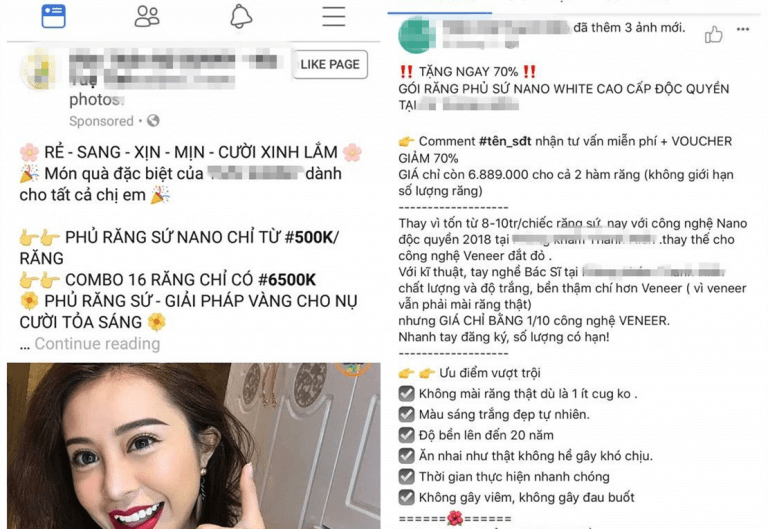 LIKE PAGE
photos.
Sponsored
🌸 RẺ - SANG - XỊN - MỊN - CƯỜI XINH LẮM 🌸
🎉 Món quà đặc biệt của dành
cho tất cả chị em 🎉
👉👉 PHỦ RĂNG SỨ NANO CHỈ TỪ #500K/
RĂNG
👉👉 COMBO 16 RĂNG CHỈ CÓ #6500K
🌼 PHỦ RĂNG SỨ - GIẢI PHÁP VÀNG CHO NỤ
CƯỜI TỎA SÁNG 🌼
... Continue reading
đã thêm 3 ảnh mới.
‼️ TẶNG NGAY 70% ‼️
GÓI RĂNG PHỦ SỨ NANO WHITE CAO CẤP ĐỘC QUYỀN
TẠI
👉 Comment #tên_sđt nhận tư vấn miễn phí + VOUCHER
GIẢM 70%
GIÁ chỉ còn 6.889.000 cho cả 2 hàm răng (không giới hạn
số lượng răng)
-------------------
Thay vì tốn từ 8-10tr/chiếc răng sứ. nay với công nghệ Nano
độc quyền 2018 tại .thay thế cho
công nghệ Veneer đắt đỏ .
Với kĩ thuật, tay nghề Bác Sĩ tại
chất lượng và độ trắng, bền thậm chí hơn Veneer ( vì veneer
vẫn phải mài răng thật)
nhưng GIÁ CHỈ BẰNG 1/10 công nghệ VENEER.
Nhanh tay đăng ký, số lượng có hạn!
-------------------
👉 👉 Ưu điểm vượt trội
☑ Không mài răng thật dù là 1 ít cug ko .
☑ Màu sáng trắng đẹp tự nhiên.
☑ Độ bền lên đến 20 năm
☑ Ăn nhai như thật không hề gây khó chịu.
☑ Thời gian thực hiện nhanh chóng
☑ Không gây viêm, không gây đau buốt
======🌺======